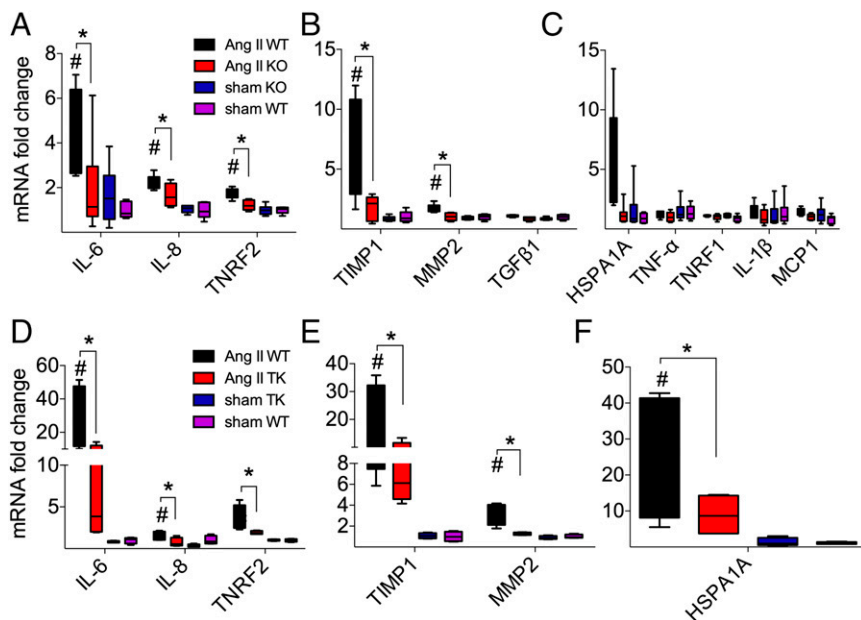 A
mRNA fold change
8
6
4
2
# *
# *
# *
Ang II WT
Ang II KO
sham KO
sham WT
IL-6
IL-8
TNRF2
B
15
10
5
# *
# *
TIMP1
MMP2
TGFβ1
C
15
10
5
HSPA1A
TNF-α
TNRF1
IL-1β
MCP1
D
mRNA fold change
60
40
20
10
5
# *
# *
# *
Ang II WT
Ang II TK
sham TK
sham WT
IL-6
IL-8
TNRF2
E
40
30
20
10
8
6
4
2
# *
# *
TIMP1
MMP2
F
50
40
30
20
10
# *
HSPA1A